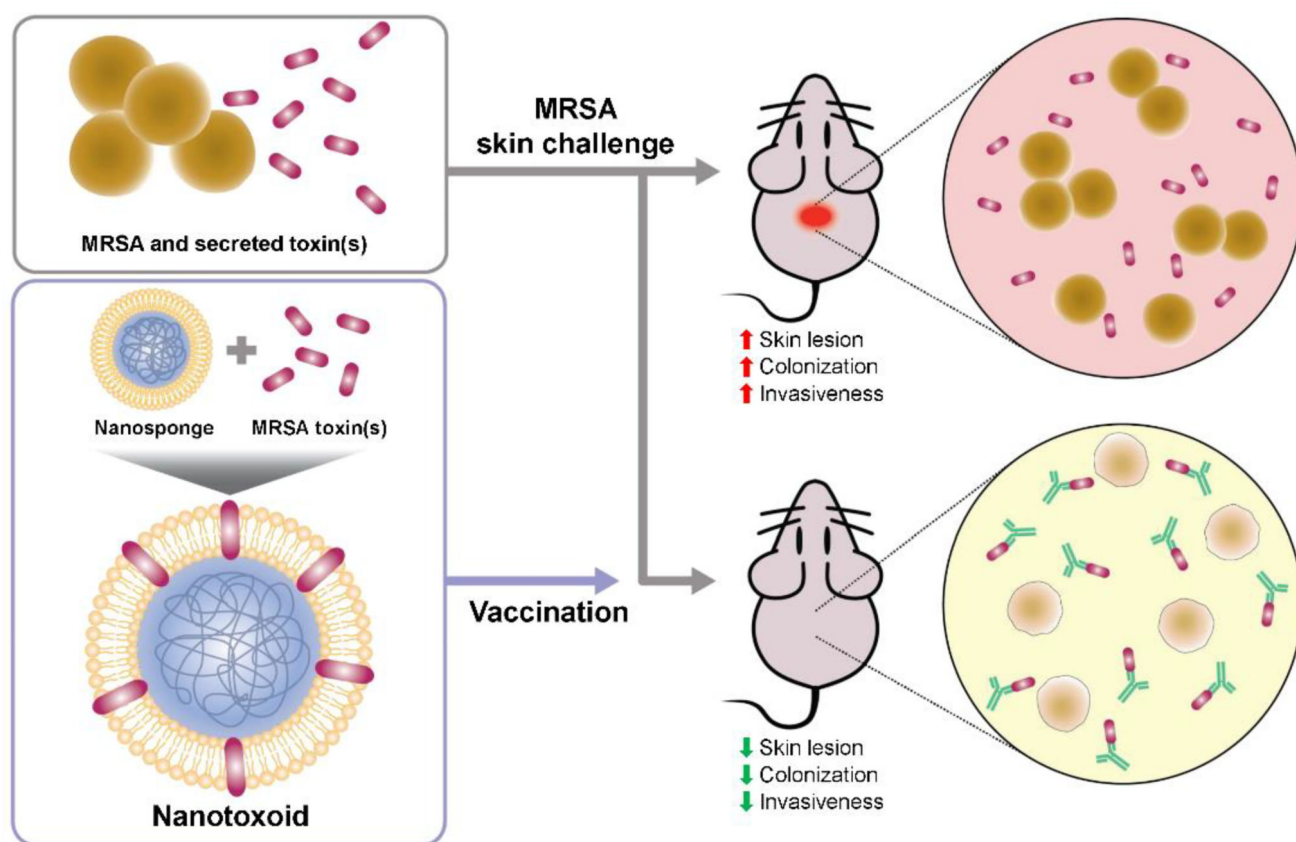 MRSA and secreted toxin(s)
MRSA
skin challenge
Skin lesion
Colonization
Invasiveness
Nanosponge
MRSA toxin(s)
Nanotoxoid
Vaccination
Skin lesion
Colonization
Invasiveness